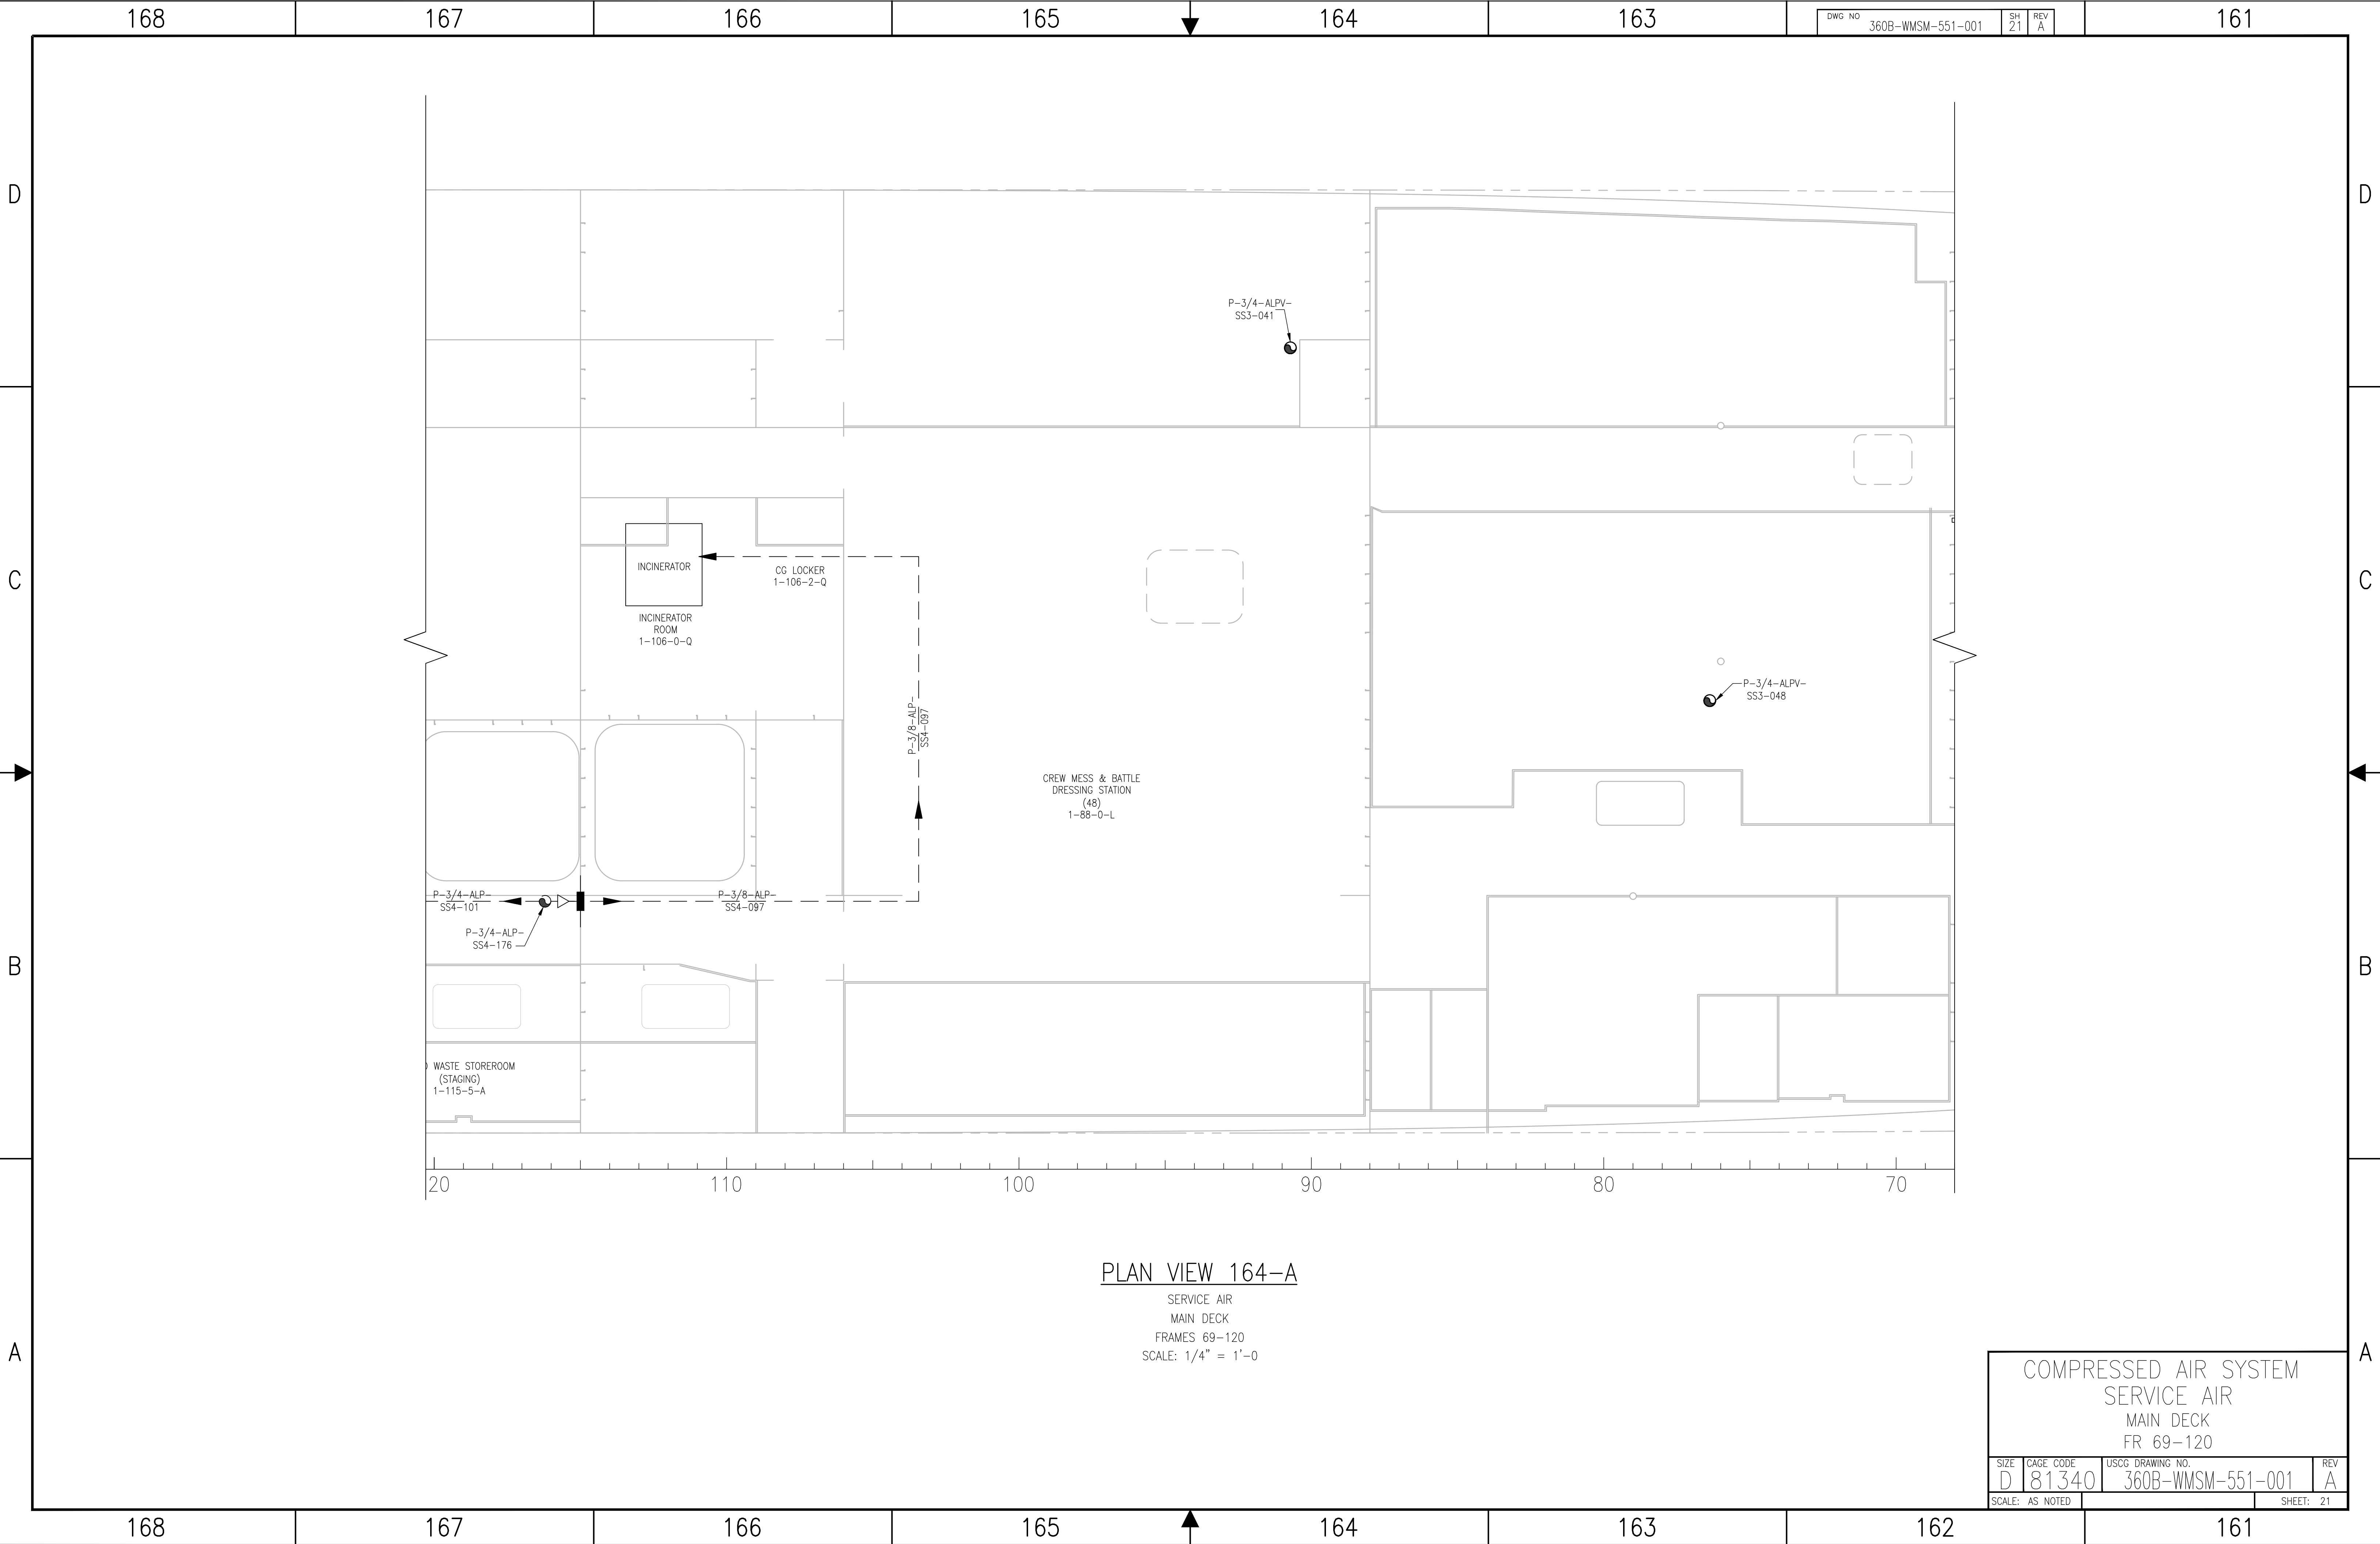 168 167 166 165 164 163 161
DWG NO 360B-WMSM-551-001
SH 21
REV A
D D
P-3/4-ALPV-
SS3-041
C C
INCINERATOR
CG LOCKER
1-106-2-Q
INCINERATOR
ROOM
1-106-0-Q
P-3/4-ALPV-
SS3-048
P-3/8-ALP-
SS4-097
CREW MESS & BATTLE
DRESSING STATION
(48)
1-88-0-L
P-3/4-ALP-
SS4-101
P-3/8-ALP-
SS4-097
P-3/4-ALP-
SS4-176
B B
WASTE STOREROOM
(STAGING)
1-115-5-A
20 110 100 90 80 70
PLAN VIEW 164-A
SERVICE AIR
MAIN DECK
FRAMES 69-120
SCALE: 1/4" = 1'-0
A A
COMPRESSED AIR SYSTEM
SERVICE AIR
MAIN DECK
FR 69-120
SIZE D
CAGE CODE 81340
USCG DRAWING NO. 360B-WMSM-551-001
REV A
SCALE: AS NOTED
SHEET: 21
168 167 166 165 164 163 162 161